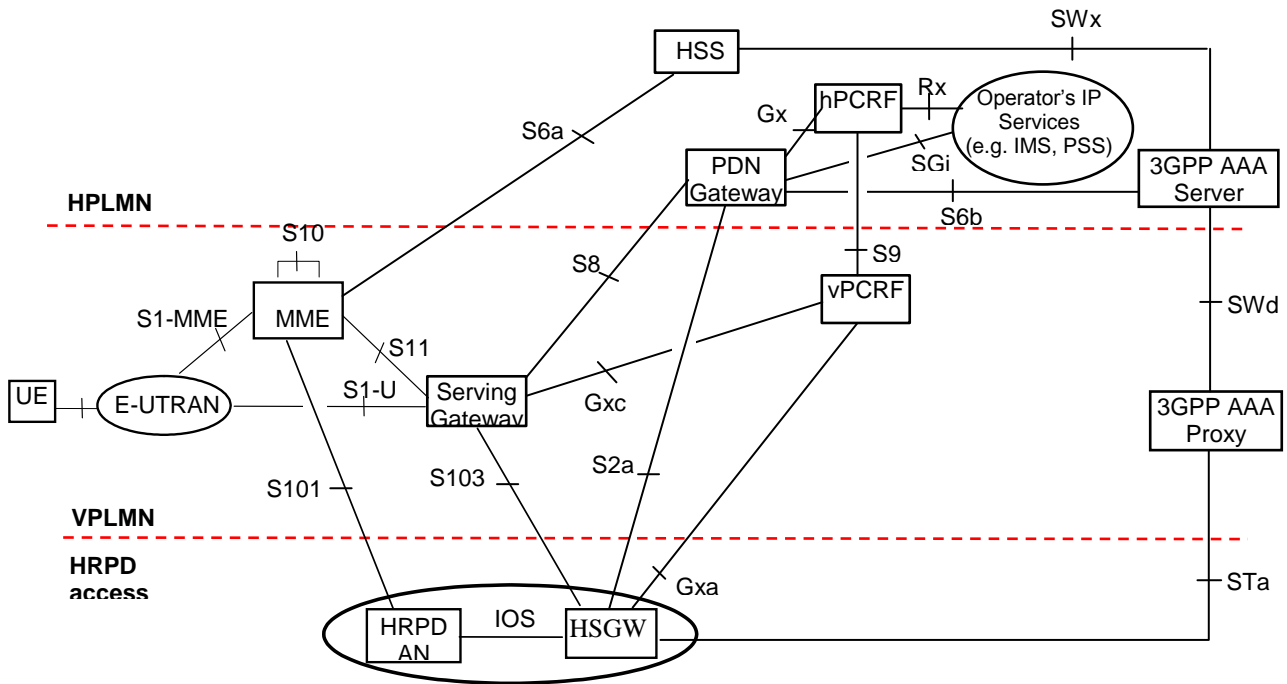 SWx
HSS
hPCRF
Rx
Operator's IP
Services
(e.g. IMS, PSS)
Gx
S6a
SGi
PDN
Gateway
3GPP AAA
Server
HPLMN
S6b
S10
S8
S9
vPCRF
S1-MME
MME
SWd
S11
S1-U
UE
E-UTRAN
Serving
Gateway
Gxc
3GPP AAA
Proxy
S101
S103
S2a
VPLMN
HRPD
access
Gxa
STa
IOS
HRPD
AN
HSGW